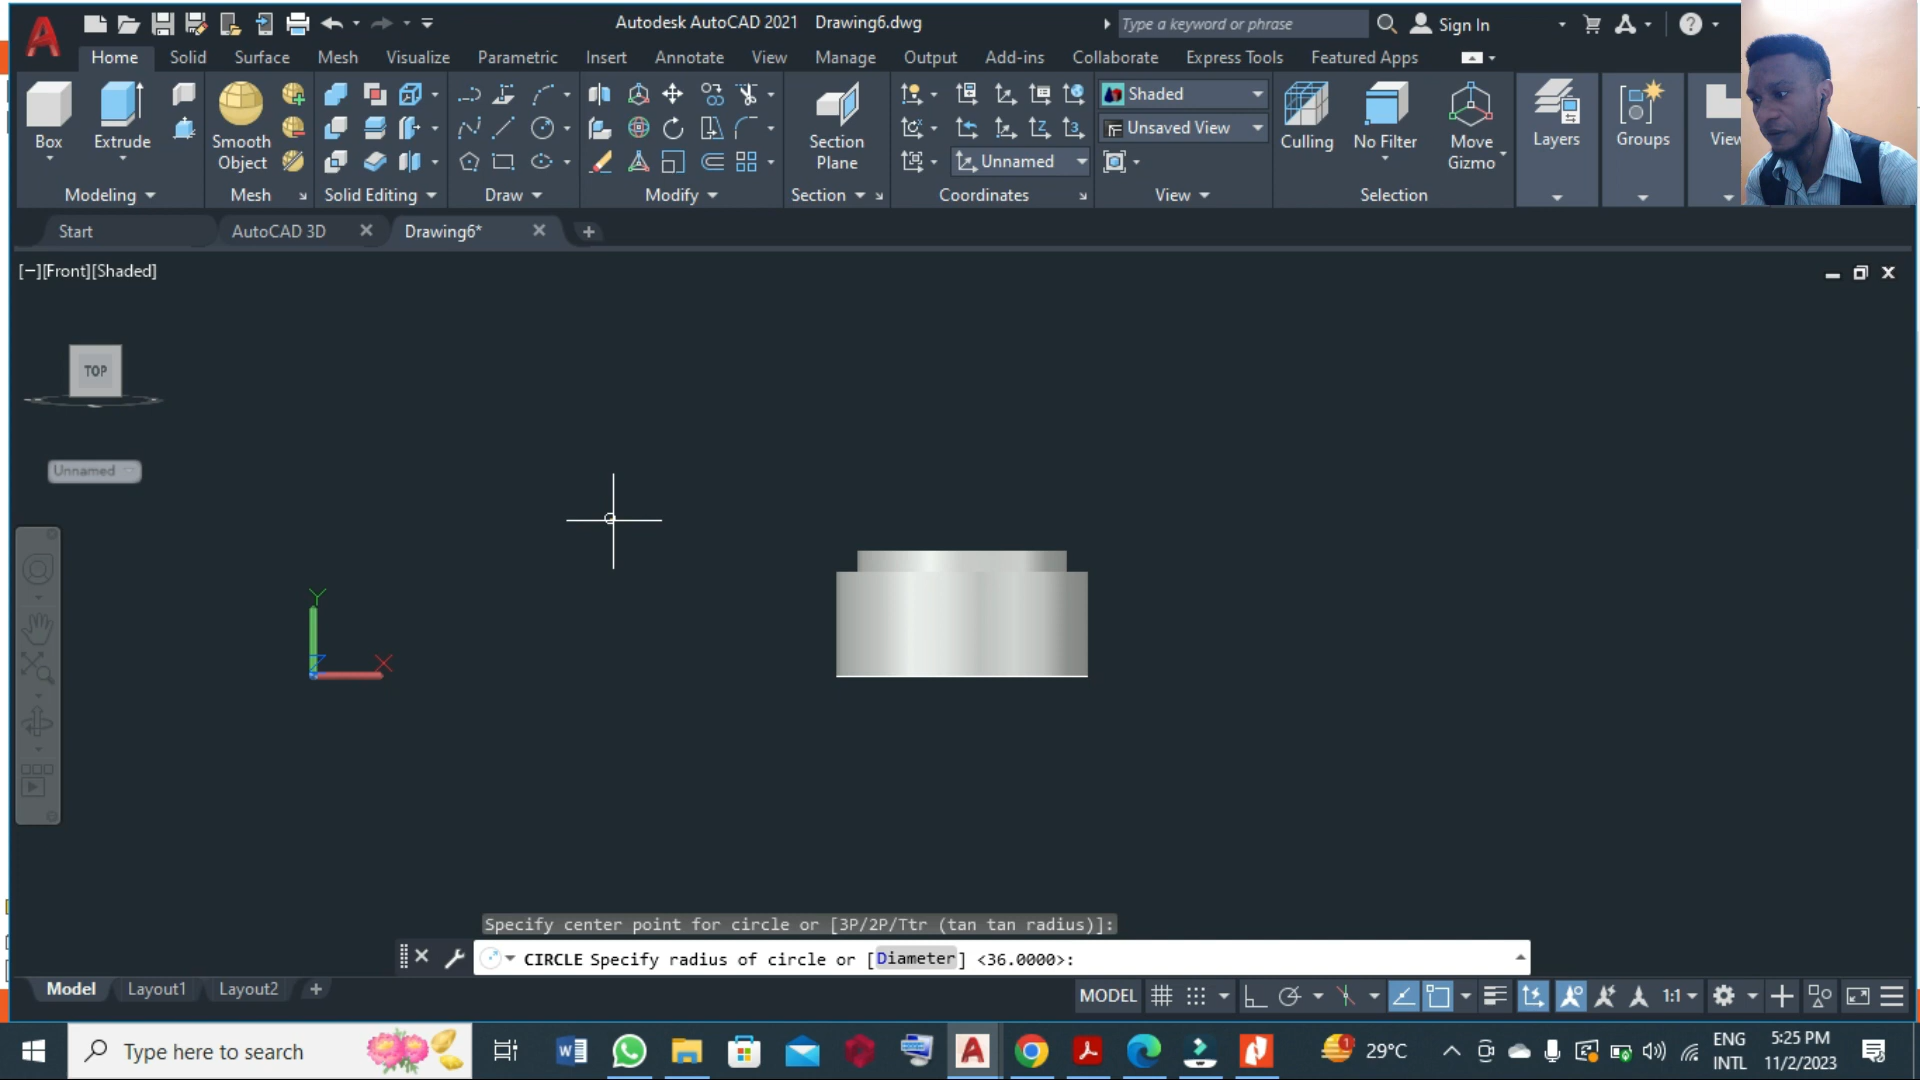 Autodesk AutoCAD 2021 Drawing6.dwg
Type a keyword or phrase
Sign In
Home Solid Surface Mesh Visualize Parametric Insert Annotate View Manage Output Add-ins Collaborate Express Tools Featured Apps
Box
Extrude
Smooth Object
Section Plane
Shaded
Unsaved View
Unnamed
Culling
No Filter
Move Gizmo
Layers
Groups
View
Modeling
Mesh
Solid Editing
Draw
Modify
Section
Coordinates
View
Selection
Start
AutoCAD 3D
Drawing6*
[−][Front][Shaded]
TOP
Unnamed
Y
Z
X
Specify center point for circle or [3P/2P/Ttr (tan tan radius)]:
CIRCLE Specify radius of circle or [Diameter] <36.0000>:
Model Layout1 Layout2
MODEL
1:1
Type here to search
29°C
ENG
INTL
5:25 PM
11/2/2023